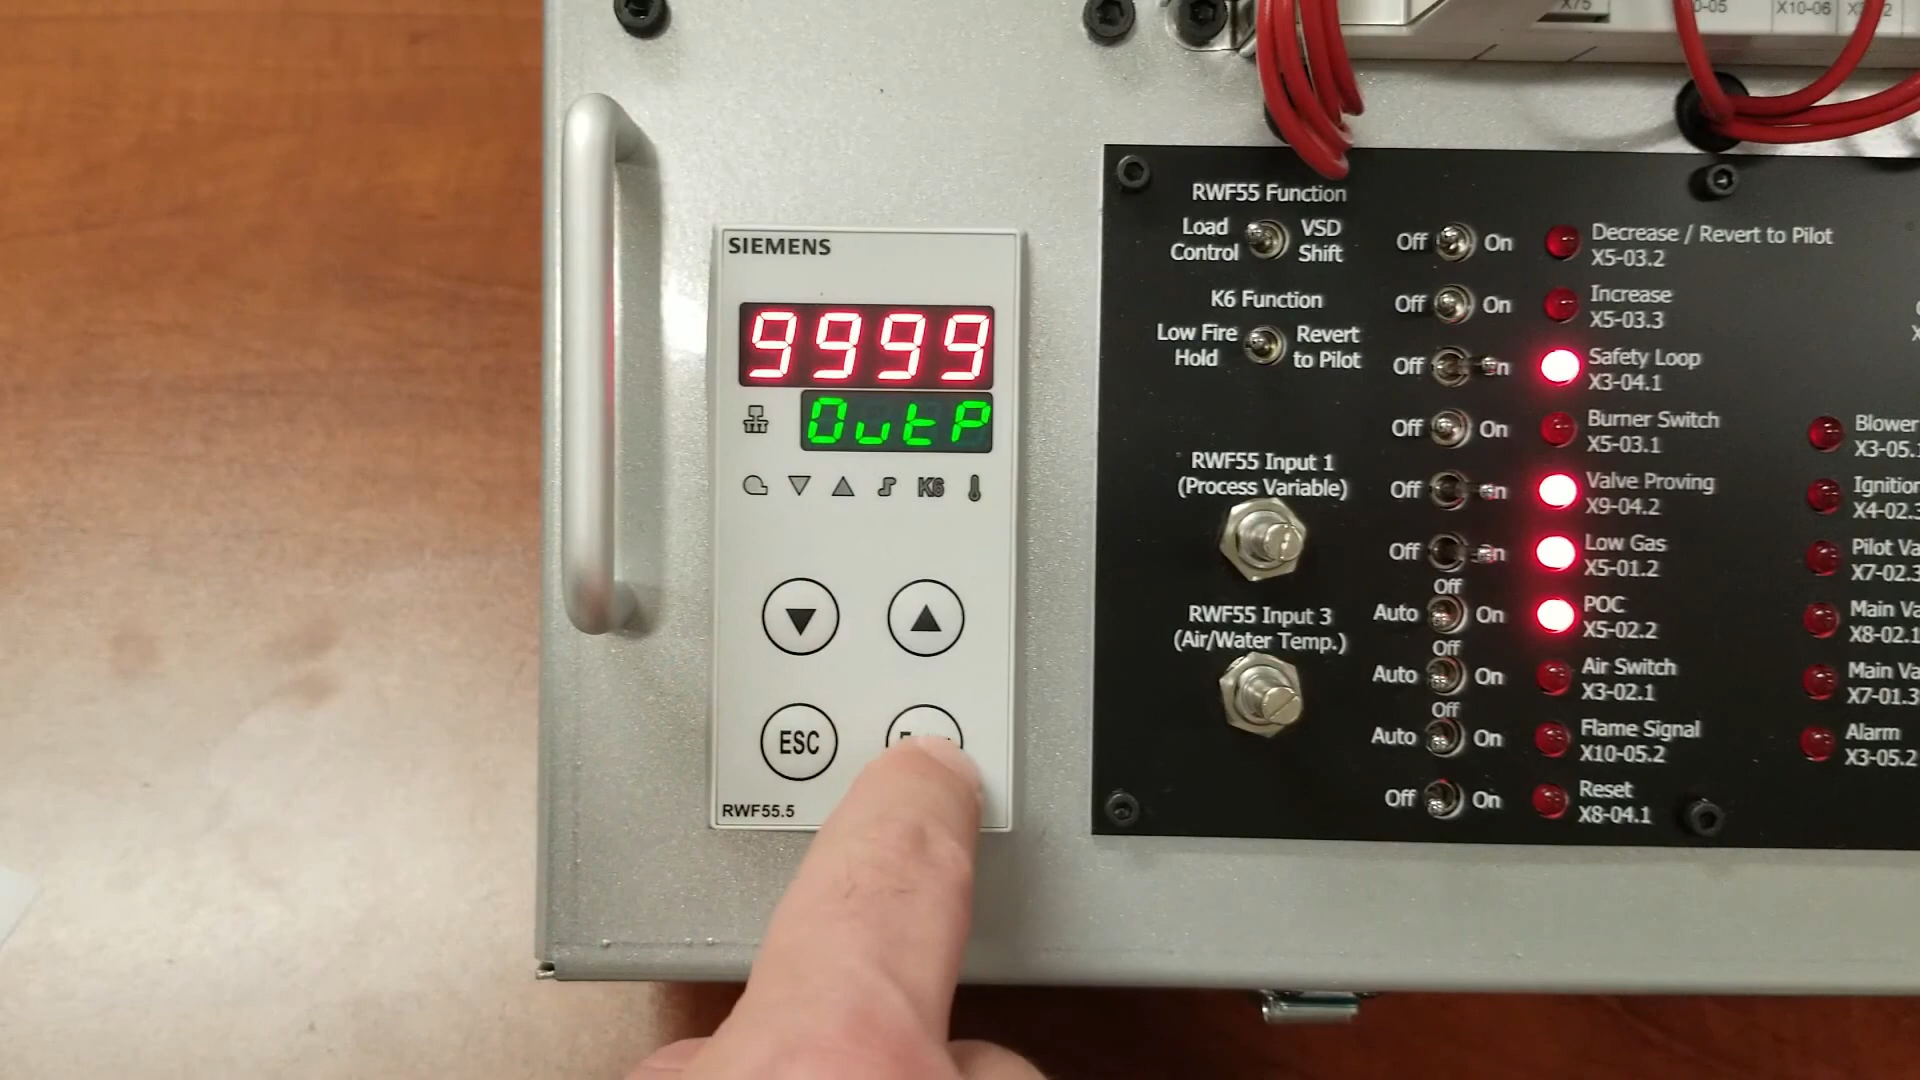 X75
0-05
X10-06
SIEMENS
9999
OutP
K6
ESC
RWF55.5
RWF55 Function
Load
Control
VSD
Shift
K6 Function
Low Fire
Hold
Revert
to Pilot
RWF55 Input 1
(Process Variable)
RWF55 Input 3
(Air/Water Temp.)
Off On Decrease / Revert to Pilot
X5-03.2
Off On Increase
X5-03.3
Off Safety Loop
X3-04.1
Off On Burner Switch
X5-03.1
Off Valve Proving
X9-04.2
Off Low Gas
X5-01.2
Off
Auto On POC
X5-02.2
Off
Auto On Air Switch
X3-02.1
Off
Auto On Flame Signal
X10-05.2
Off On Reset
X8-04.1
Blower
X3-05.1
Ignition
X4-02.3
Pilot Va
X7-02.3
Main Va
X8-02.1
Main Va
X7-01.3
Alarm
X3-05.2